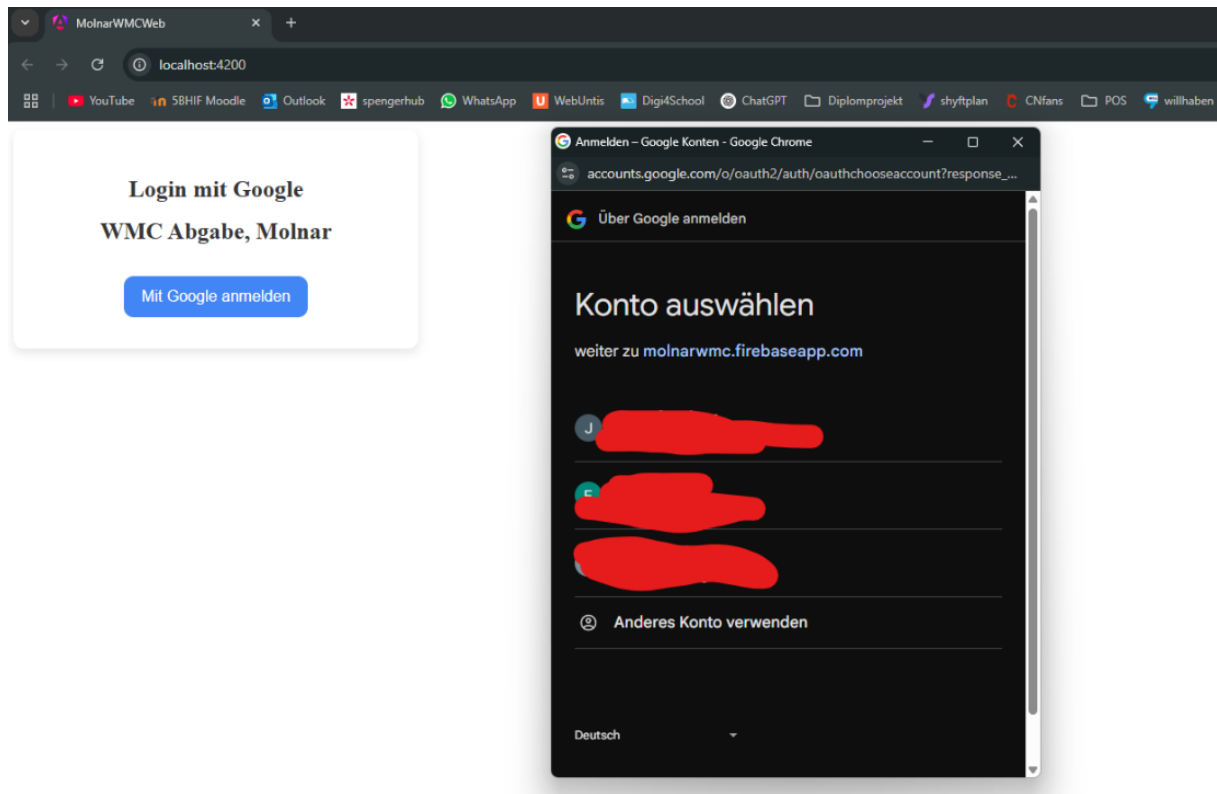 MolnarWMCWeb
localhost:4200
YouTube 5BHIF Moodle Outlook spengerhub WhatsApp WebUntis Digi4School ChatGPT Diplomprojekt shyftplan CNfans POS willhaben
Login mit Google
WMC Abgabe, Molnar
Mit Google anmelden
Anmelden – Google Konten - Google Chrome
accounts.google.com/o/oauth2/auth/oauthchooseaccount?response_...
Über Google anmelden
Konto auswählen
weiter zu molnarwmc.firebaseapp.com
J
Anderes Konto verwenden
Deutsch